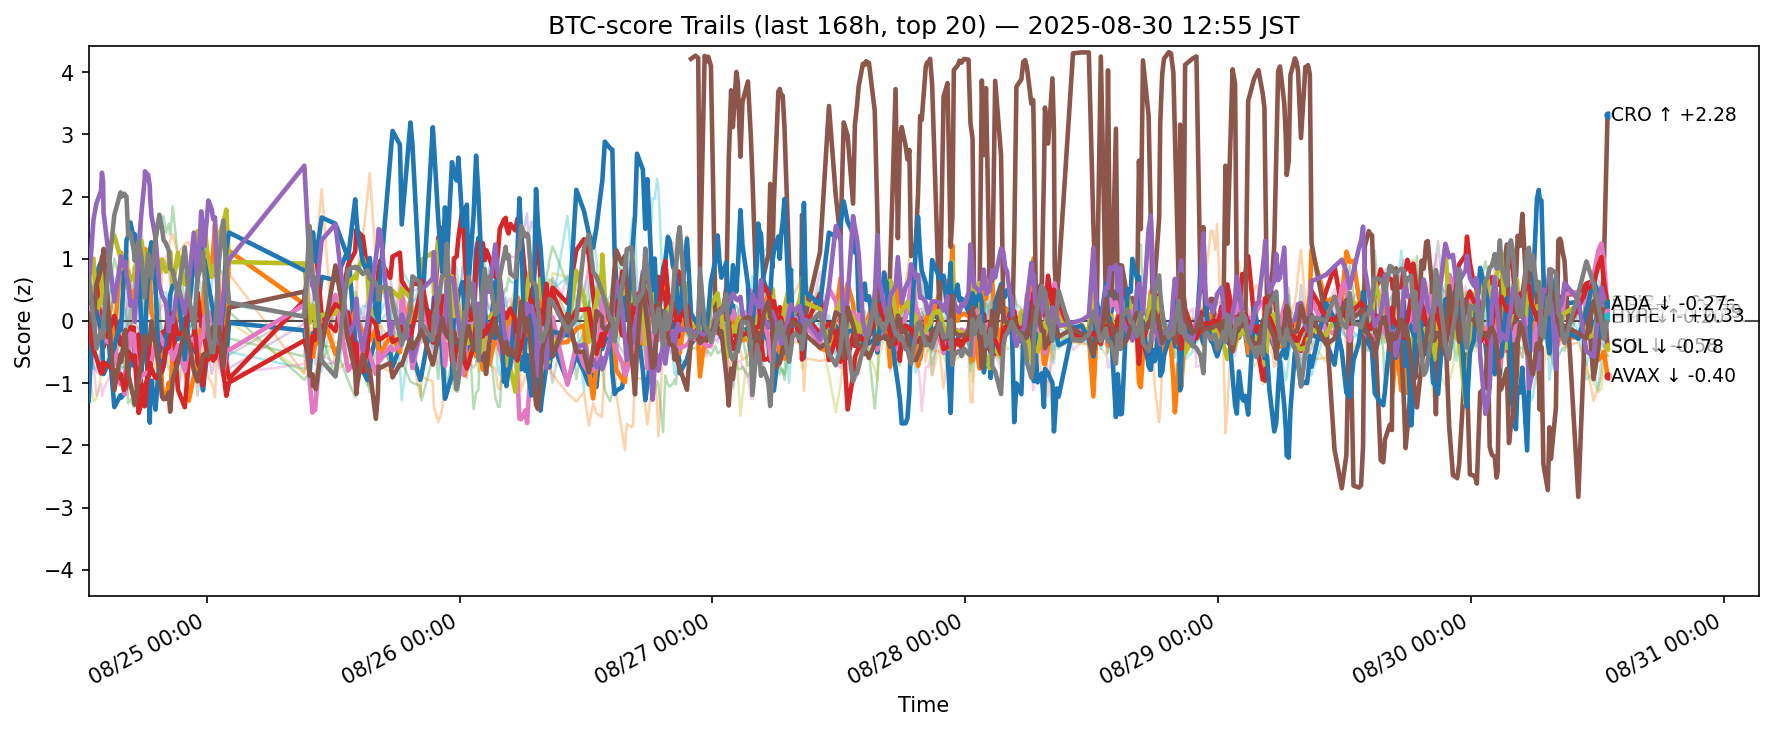 BTC-score Trails (last 168h, top 20) — 2025-08-30 12:55 JST
Score (z)
4
3
2
1
0
−1
−2
−3
−4
CRO ↑ +2.28
ADA ↓ -0.27
HYPE ↑ +0.33
SOL ↓ -0.78
AVAX ↓ -0.40
08/25 00:00
08/26 00:00
08/27 00:00
08/28 00:00
08/29 00:00
08/30 00:00
08/31 00:00
Time